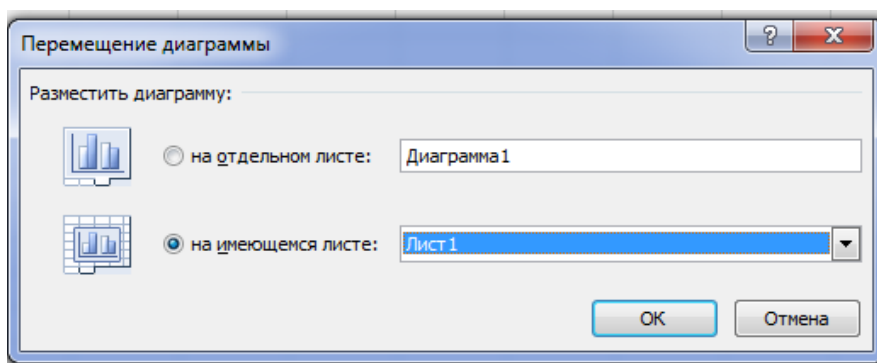 Перемещение диаграммы
Разместить диаграмму:
на отдельном листе: Диаграмма1
на имеющемся листе: Лист1
ОК Отмена